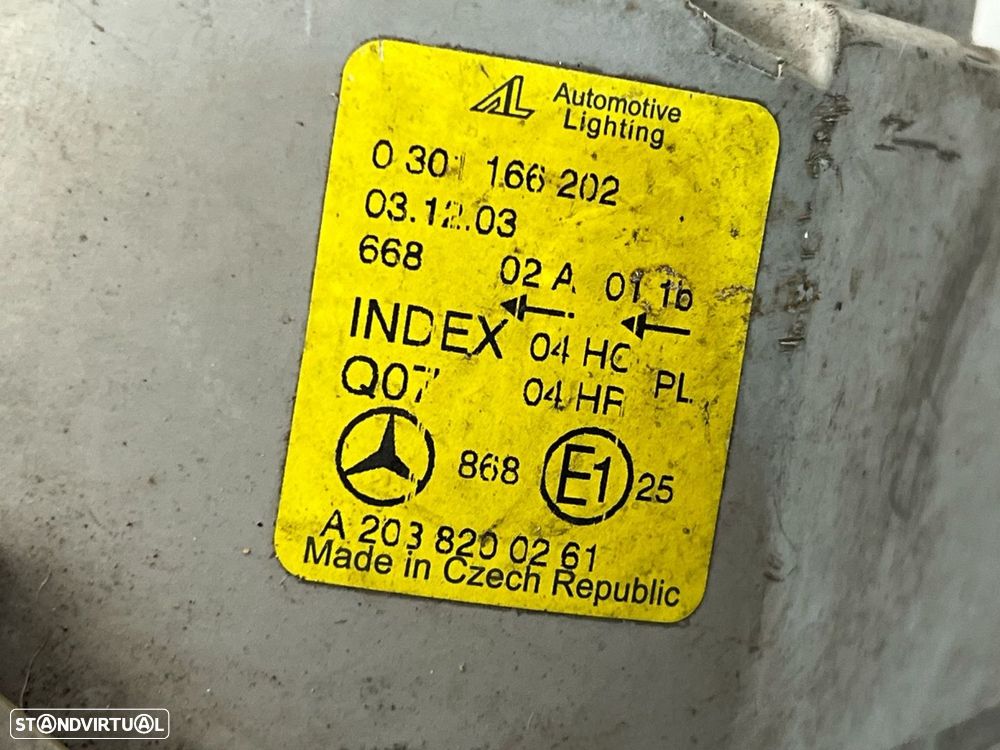 AL Automotive
Lighting
0 301 166 202
03.12.03
668 02 A 01 1b
INDEX 04 HC PL
Q07 04 HR
868 E1 25
A 203 820 02 61
Made in Czech Republic
STANDVIRTUAL